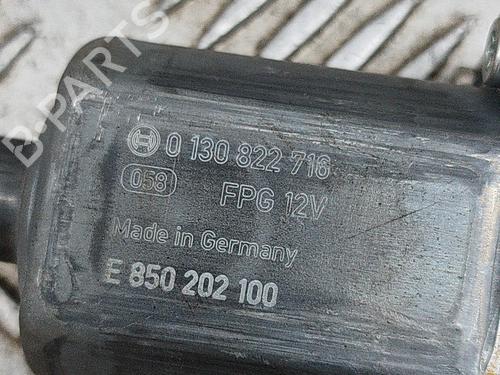 B-PARTS
0 130 822 716
058 FPG 12V
Made in Germany
E 850 202 100